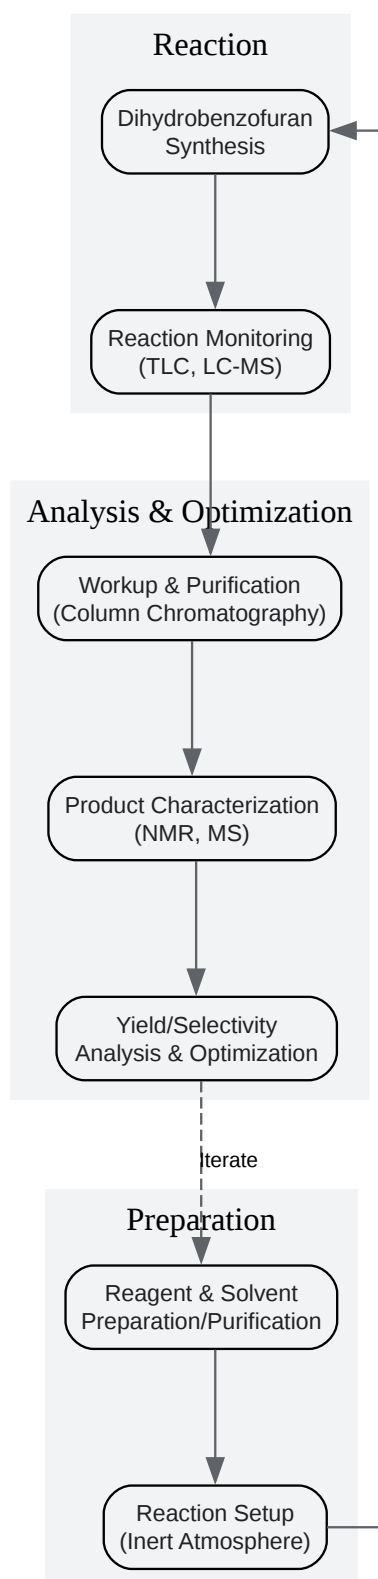 Reaction
Dihydrobenzofuran
Synthesis
Reaction Monitoring
(TLC, LC-MS)
Analysis & Optimization
Workup & Purification
(Column Chromatography)
Product Characterization
(NMR, MS)
Yield/Selectivity
Analysis & Optimization
Iterate
Preparation
Reagent & Solvent
Preparation/Purification
Reaction Setup
(Inert Atmosphere)